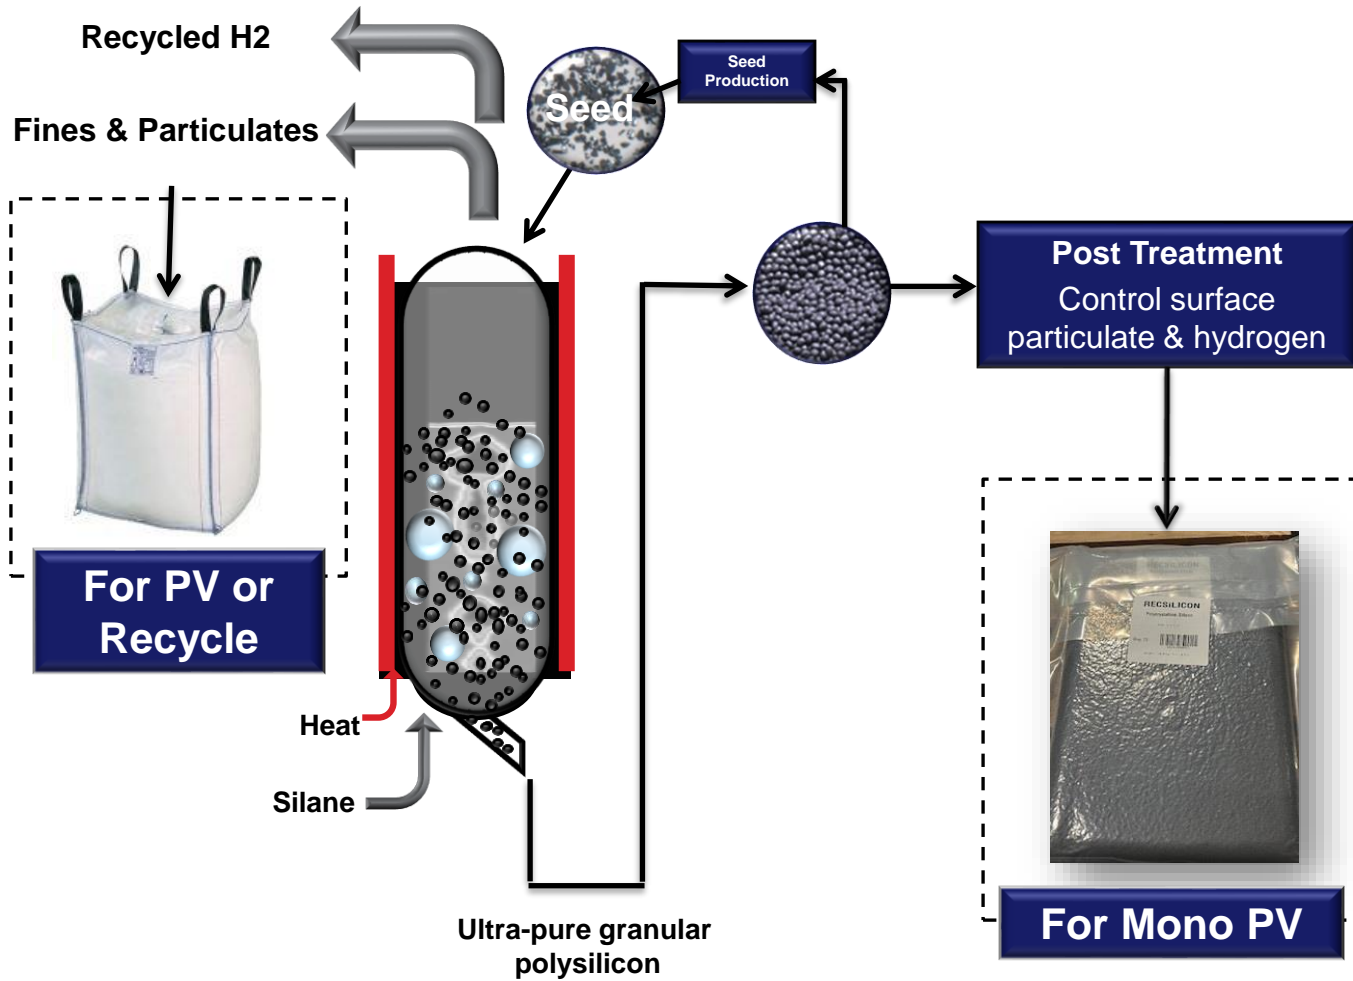 Recycled H2
Fines & Particulates
Seed
Seed
Production
Post Treatment
Control surface
particulate & hydrogen
For PV or
Recycle
Heat
Silane
Ultra-pure granular
polysilicon
RECSILICON
RECSILICON
For Mono PV